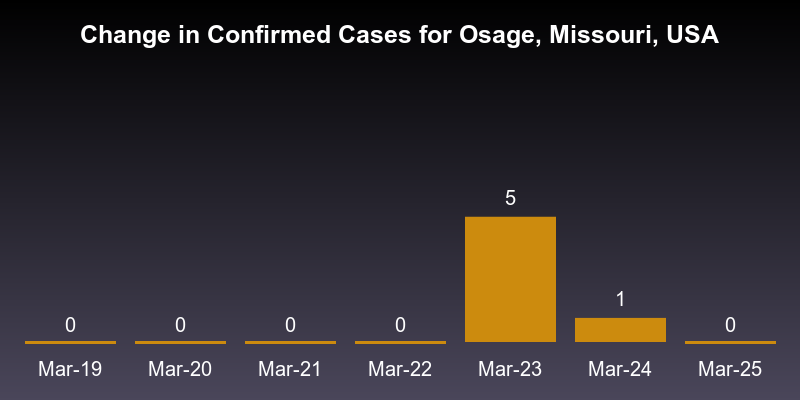 Change in Confirmed Cases for Osage, Missouri, USA
5
1
0 0 0 0 0
Mar-19 Mar-20 Mar-21 Mar-22 Mar-23 Mar-24 Mar-25